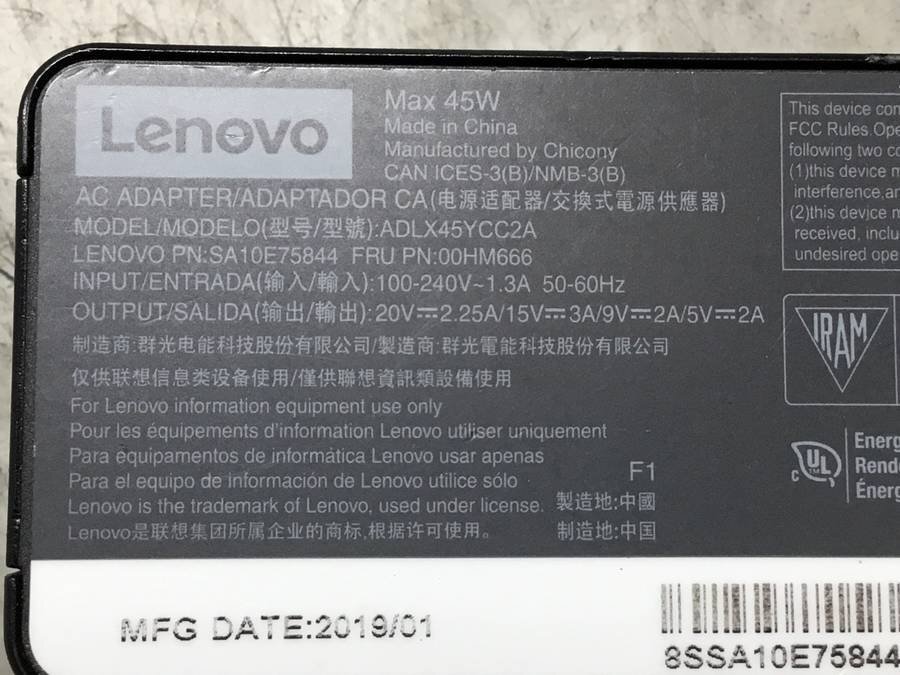 Lenovo
Max 45W
Made in China
Manufactured by Chicony
CAN ICES-3(B)/NMB-3(B)
AC ADAPTER/ADAPTADOR CA(电源适配器/交換式電源供應器)
MODEL/MODELO(型号/型號):ADLX45YCC2A
LENOVO PN:SA10E75844 FRU PN:00HM666
INPUT/ENTRADA(输入/輸入):100-240V~1.3A 50-60Hz
OUTPUT/SALIDA(输出/輸出):20V⎓2.25A/15V⎓3A/9V⎓2A/5V⎓2A
制造商:群光电能科技股份有限公司/製造商:群光電能科技股份有限公司
仅供联想信息类设备使用/僅供聯想資訊類設備使用
For Lenovo information equipment use only
Pour les équipements d'information Lenovo utiliser uniquement
Para equipamentos de informática Lenovo usar apenas
Para el equipo de información de Lenovo utilice sólo
F1
Lenovo is the trademark of Lenovo, used under license.
製造地:中國
Lenovo是联想集团所属企业的商标,根据许可使用。
制造地:中国
This device
FCC Rules.
following two
(1)this device
interference,
(2)this device
received,
undesired
IRAM
c UL
MFG DATE:2019/01
8SSA10E75844